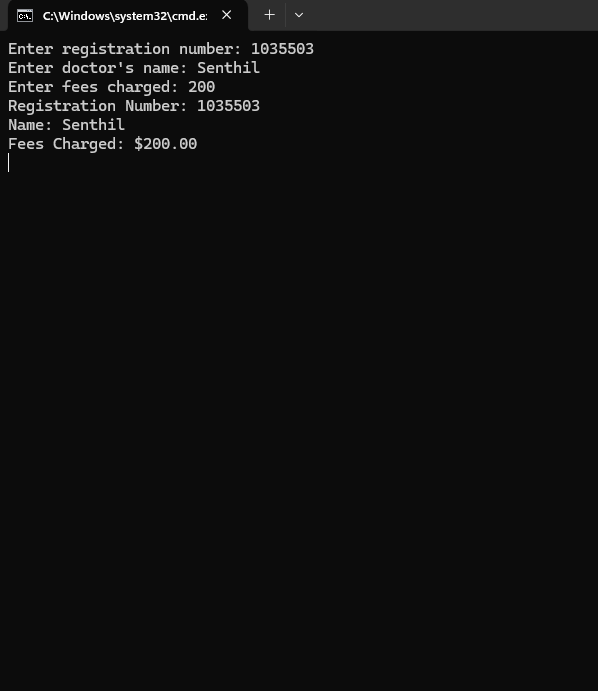 C:\Windows\system32\cmd.e
Enter registration number: 1035503
Enter doctor's name: Senthil
Enter fees charged: 200
Registration Number: 1035503
Name: Senthil
Fees Charged: $200.00